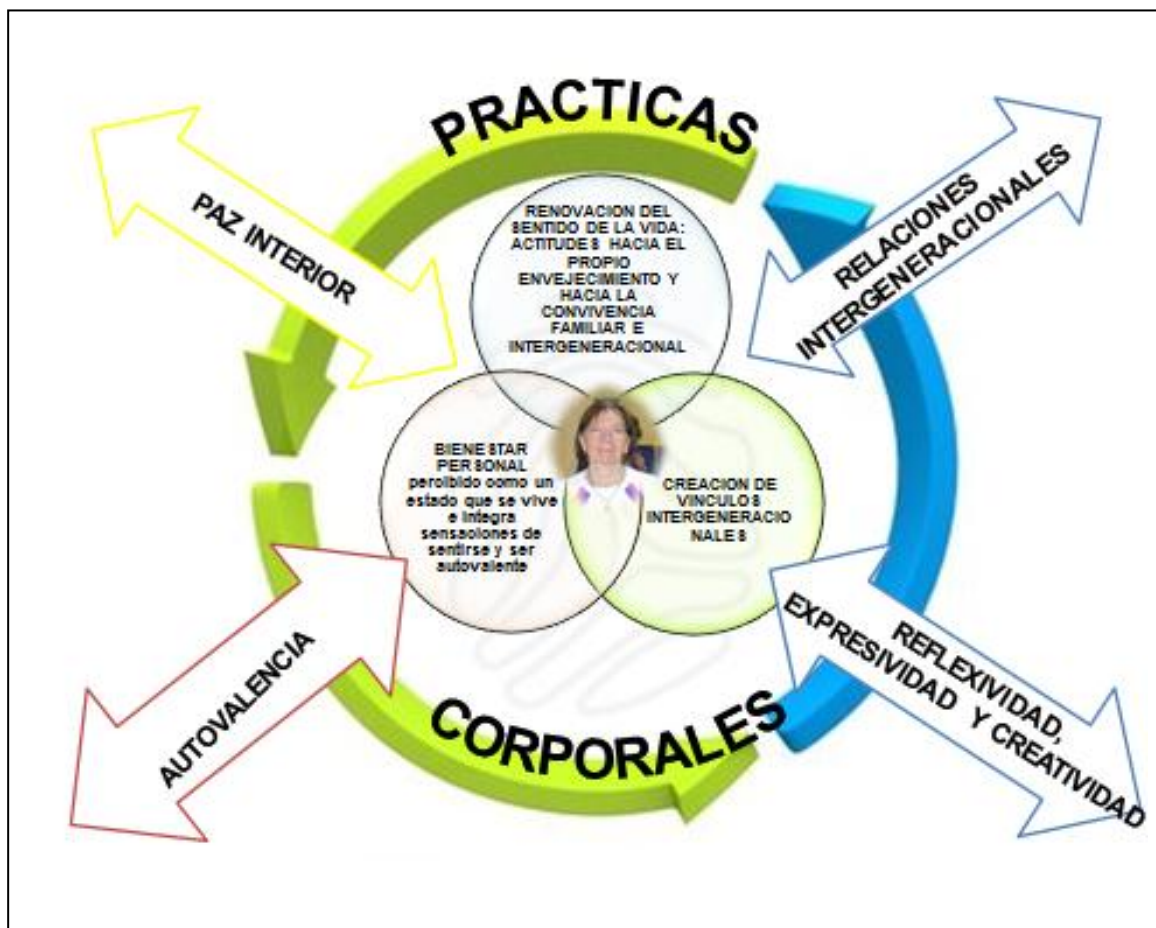 PRACTICAS
PAZ INTERIOR
RELACIONES
INTERGENERACIONALES
RENOVACION DEL
SENTIDO DE LA VIDA:
ACTITUDES HACIA EL
PROPIO
ENVEJECIMIENTO Y
HACIA LA
CONVIVENCIA
FAMILIAR E
INTERGENERACIONAL
BIENESTAR
PERSONAL
percibido como un
estado que se vive
e integra
sensaciones de
sentirse y ser
autovalente
CREACION DE
VINCULOS
INTERGENERACIO
NALES
AUTOVALENCIA
REFLEXIVIDAD,
EXPRESIVIDAD Y CREATIVIDAD
CORPORALES